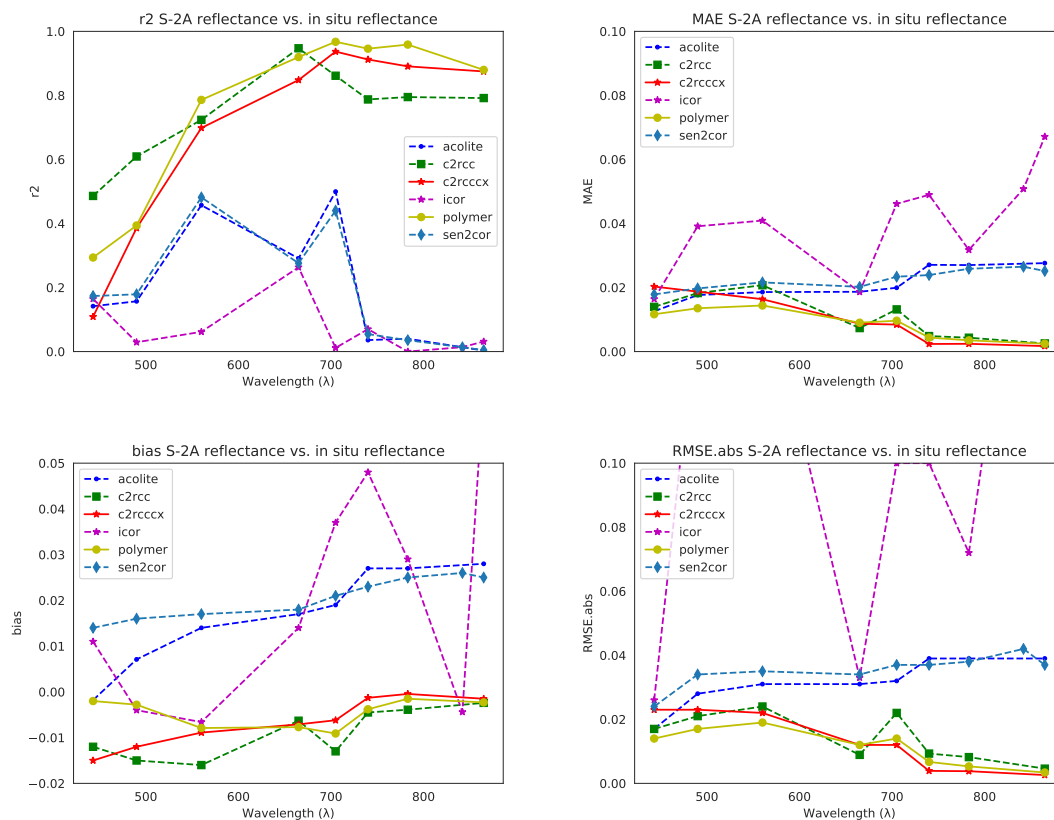 r2 S-2A reflectance vs. in situ reflectance
1.0
0.8
0.6
0.4
0.2
0.0
r2
acolite
c2rcc
c2rcccx
icor
polymer
sen2cor
500 600 700 800
Wavelength (λ)
MAE S-2A reflectance vs. in situ reflectance
0.10
0.08
0.06
0.04
0.02
0.00
MAE
acolite
c2rcc
c2rcccx
icor
polymer
sen2cor
500 600 700 800
Wavelength (λ)
bias S-2A reflectance vs. in situ reflectance
0.05
0.04
0.03
0.02
0.01
0.00
−0.01
−0.02
bias
acolite
c2rcc
c2rcccx
icor
polymer
sen2cor
500 600 700 800
Wavelength (λ)
RMSE.abs S-2A reflectance vs. in situ reflectance
0.10
0.08
0.06
0.04
0.02
0.00
RMSE.abs
acolite
c2rcc
c2rcccx
icor
polymer
sen2cor
500 600 700 800
Wavelength (λ)